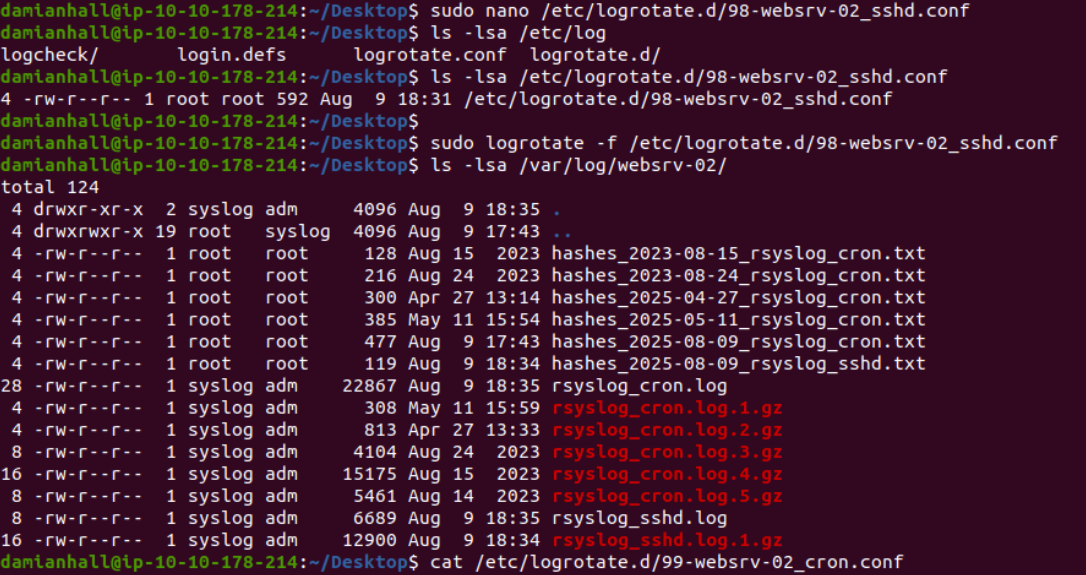 damianhall@ip-10-10-178-214:~/Desktop$ sudo nano /etc/logrotate.d/98-websrv-02_sshd.conf
damianhall@ip-10-10-178-214:~/Desktop$ ls -lsa /etc/log
logcheck/       login.defs      logrotate.conf  logrotate.d/
damianhall@ip-10-10-178-214:~/Desktop$ ls -lsa /etc/logrotate.d/98-websrv-02_sshd.conf
4 -rw-r--r-- 1 root root 592 Aug  9 18:31 /etc/logrotate.d/98-websrv-02_sshd.conf
damianhall@ip-10-10-178-214:~/Desktop$
damianhall@ip-10-10-178-214:~/Desktop$ sudo logrotate -f /etc/logrotate.d/98-websrv-02_sshd.conf
damianhall@ip-10-10-178-214:~/Desktop$ ls -lsa /var/log/websrv-02/
total 124
 4 drwxr-xr-x  2 syslog adm     4096 Aug  9 18:35 .
 4 drwxrwxr-x 19 root   syslog  4096 Aug  9 17:43 ..
 4 -rw-r--r--  1 root   root     128 Aug 15  2023 hashes_2023-08-15_rsyslog_cron.txt
 4 -rw-r--r--  1 root   root     216 Aug 24  2023 hashes_2023-08-24_rsyslog_cron.txt
 4 -rw-r--r--  1 root   root     300 Apr 27 13:14 hashes_2025-04-27_rsyslog_cron.txt
 4 -rw-r--r--  1 root   root     385 May 11 15:54 hashes_2025-05-11_rsyslog_cron.txt
 4 -rw-r--r--  1 root   root     477 Aug  9 17:43 hashes_2025-08-09_rsyslog_cron.txt
 4 -rw-r--r--  1 root   root     119 Aug  9 18:34 hashes_2025-08-09_rsyslog_sshd.txt
28 -rw-r--r--  1 syslog adm    22867 Aug  9 18:35 rsyslog_cron.log
 4 -rw-r--r--  1 syslog adm      308 May 11 15:59 rsyslog_cron.log.1.gz
 4 -rw-r--r--  1 syslog adm      813 Apr 27 13:33 rsyslog_cron.log.2.gz
 8 -rw-r--r--  1 syslog adm     4104 Aug 24  2023 rsyslog_cron.log.3.gz
16 -rw-r--r--  1 syslog adm    15175 Aug 15  2023 rsyslog_cron.log.4.gz
 8 -rw-r--r--  1 syslog adm     5461 Aug 14  2023 rsyslog_cron.log.5.gz
 8 -rw-r--r--  1 syslog adm     6689 Aug  9 18:35 rsyslog_sshd.log
16 -rw-r--r--  1 syslog adm    12900 Aug  9 18:34 rsyslog_sshd.log.1.gz
damianhall@ip-10-10-178-214:~/Desktop$ cat /etc/logrotate.d/99-websrv-02_cron.conf